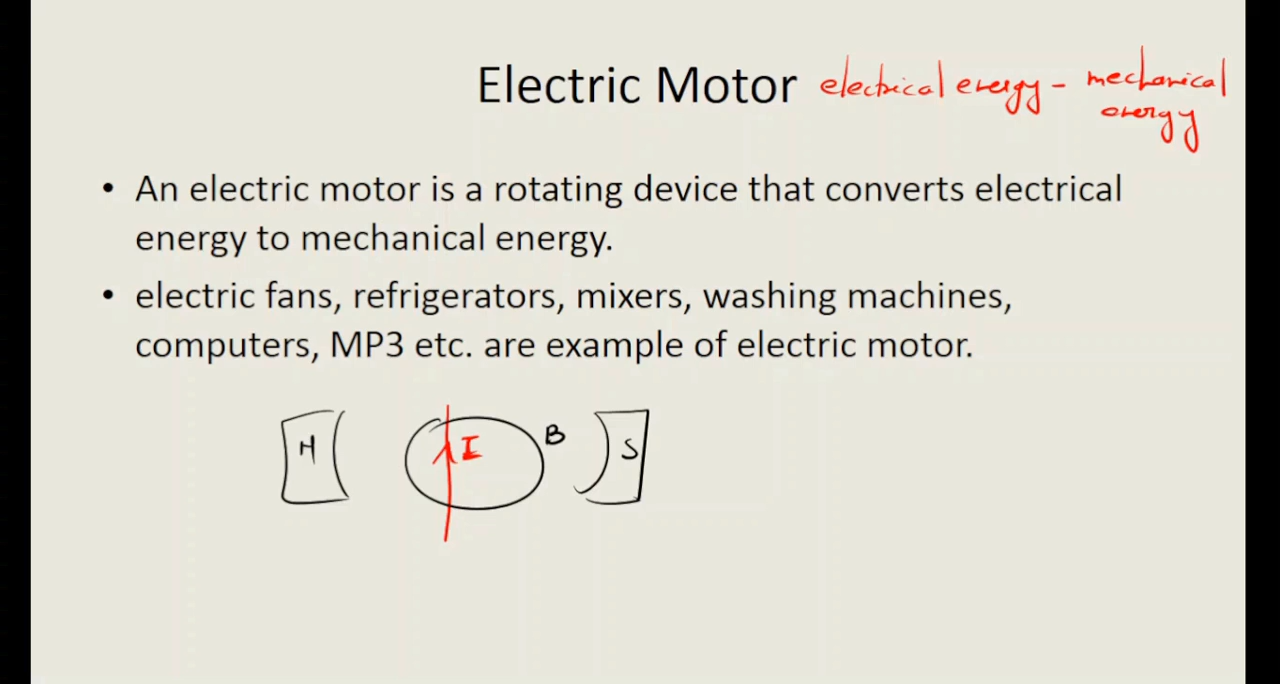 Electric Motor electrical energy - mechanical
energy
• An electric motor is a rotating device that converts electrical
energy to mechanical energy.
• electric fans, refrigerators, mixers, washing machines,
computers, MP3 etc. are example of electric motor.
N I B S